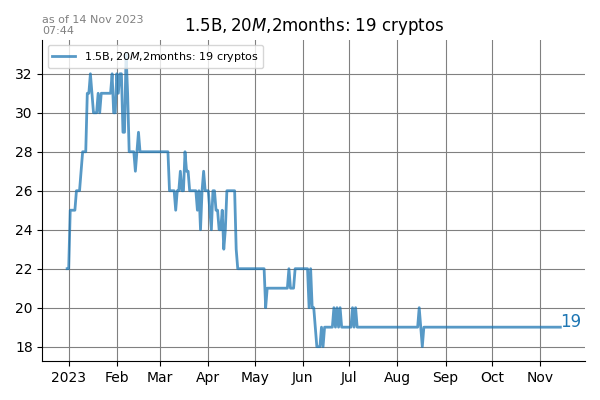 as of 14 Nov 2023
07:44
1.5B, 20M,2months: 19 cryptos
1.5B, 20M,2months: 19 cryptos
32
30
28
26
24
22
20
18
19
2023 Feb Mar Apr May Jun Jul Aug Sep Oct Nov